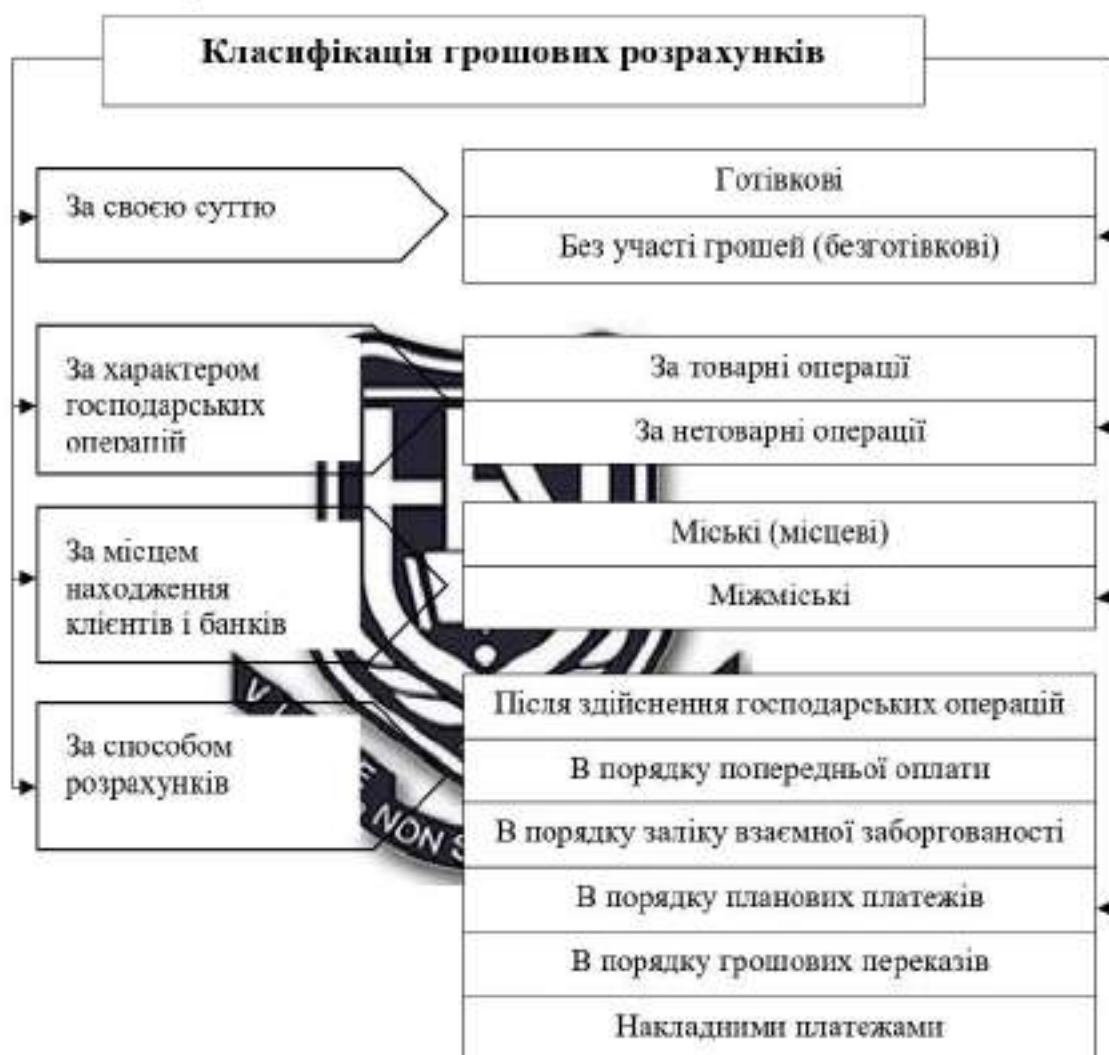 Класифікація грошових розрахунків
За своєю суттю
Готівкові
Без участі грошей (безготівкові)
За характером
господарських
операцій
За товарні операції
За нетоварні операції
За місцем
находження
клієнтів і банків
Міські (місцеві)
Міжміські
За способом
розрахунків
Після здійснення господарських операцій
В порядку попередньої оплати
В порядку заліку взаємної заборгованості
В порядку планових платежів
В порядку грошових переказів
Накладними платежами
NON